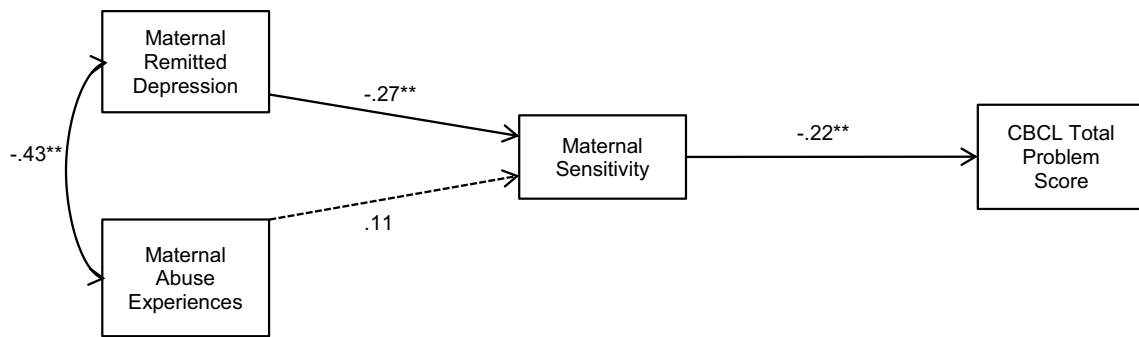 Maternal
Remitted
Depression
-.27**
-.43**
Maternal
Sensitivity
-.22**
CBCL Total
Problem
Score
.11
Maternal
Abuse
Experiences